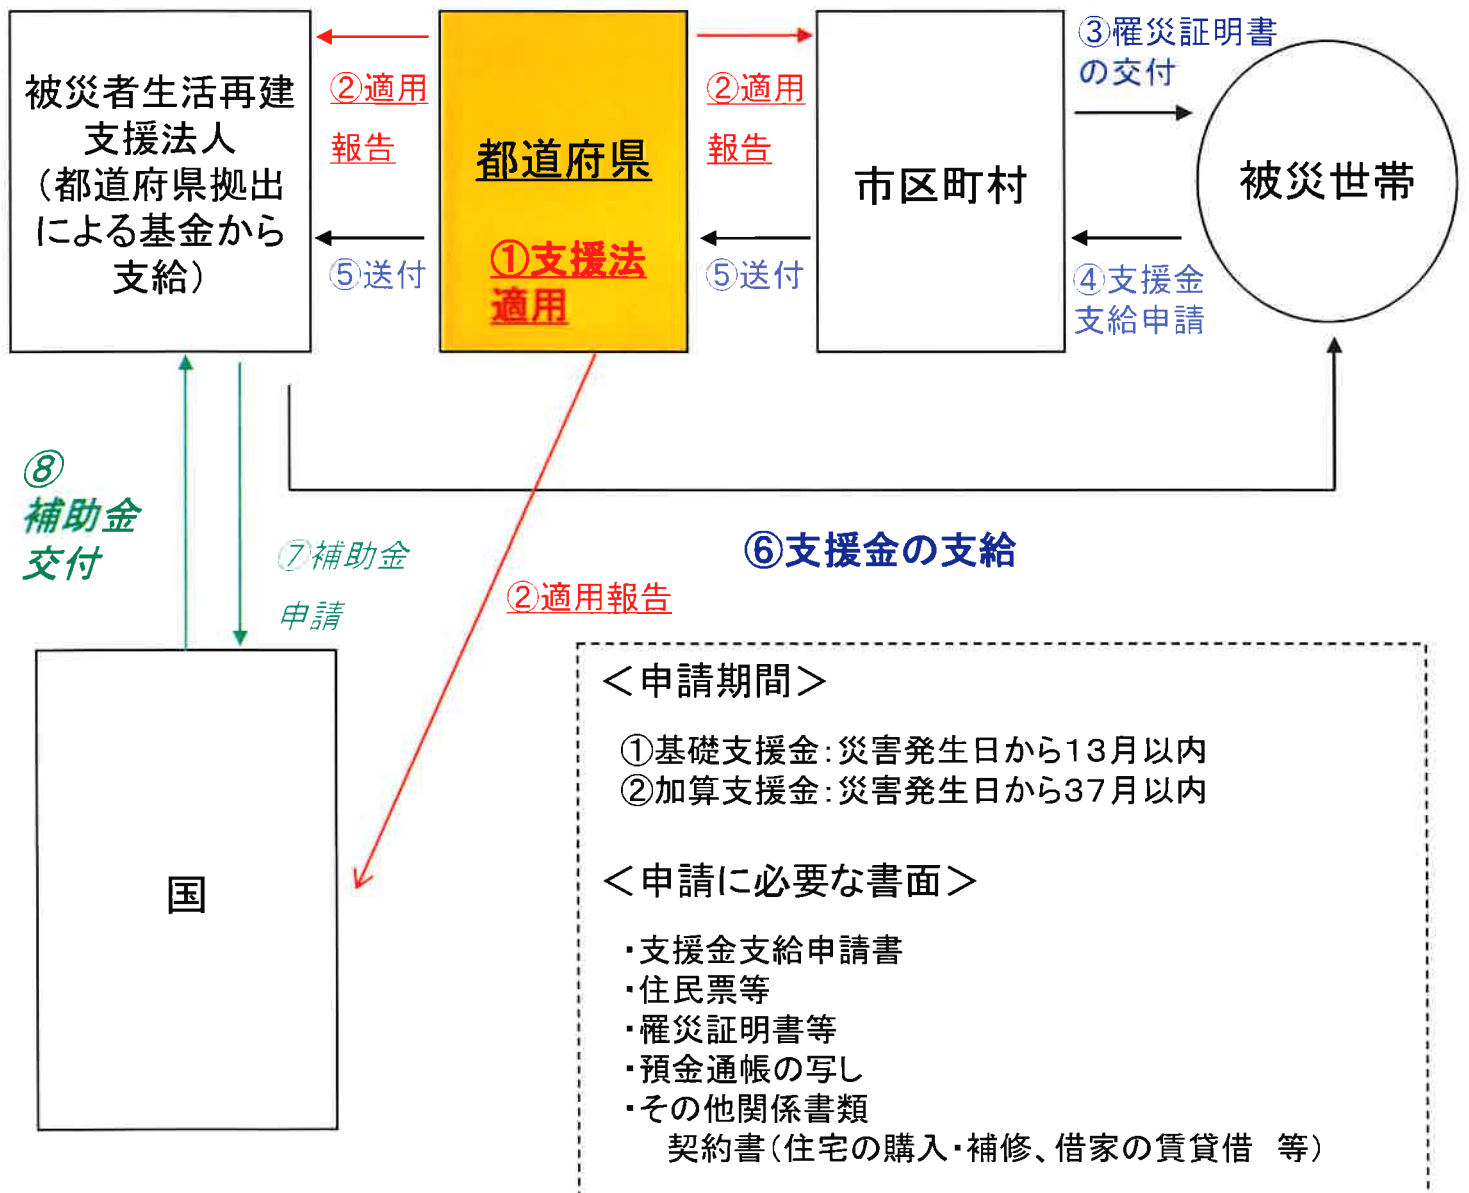 被災者生活再建
支援法人
（都道府県拠出
による基金から
支給）
②適用
報告
⑤送付
都道府県
①支援法
適用
②適用
報告
⑤送付
市区町村
③罹災証明書
の交付
④支援金
支給申請
被災世帯
⑧
補助金
交付
⑦補助金
申請
⑥支援金の支給
②適用報告
国
＜申請期間＞
①基礎支援金：災害発生日から13月以内
②加算支援金：災害発生日から37月以内
＜申請に必要な書面＞
・支援金支給申請書
・住民票等
・罹災証明書等
・預金通帳の写し
・その他関係書類
契約書（住宅の購入・補修、借家の賃貸借　等）